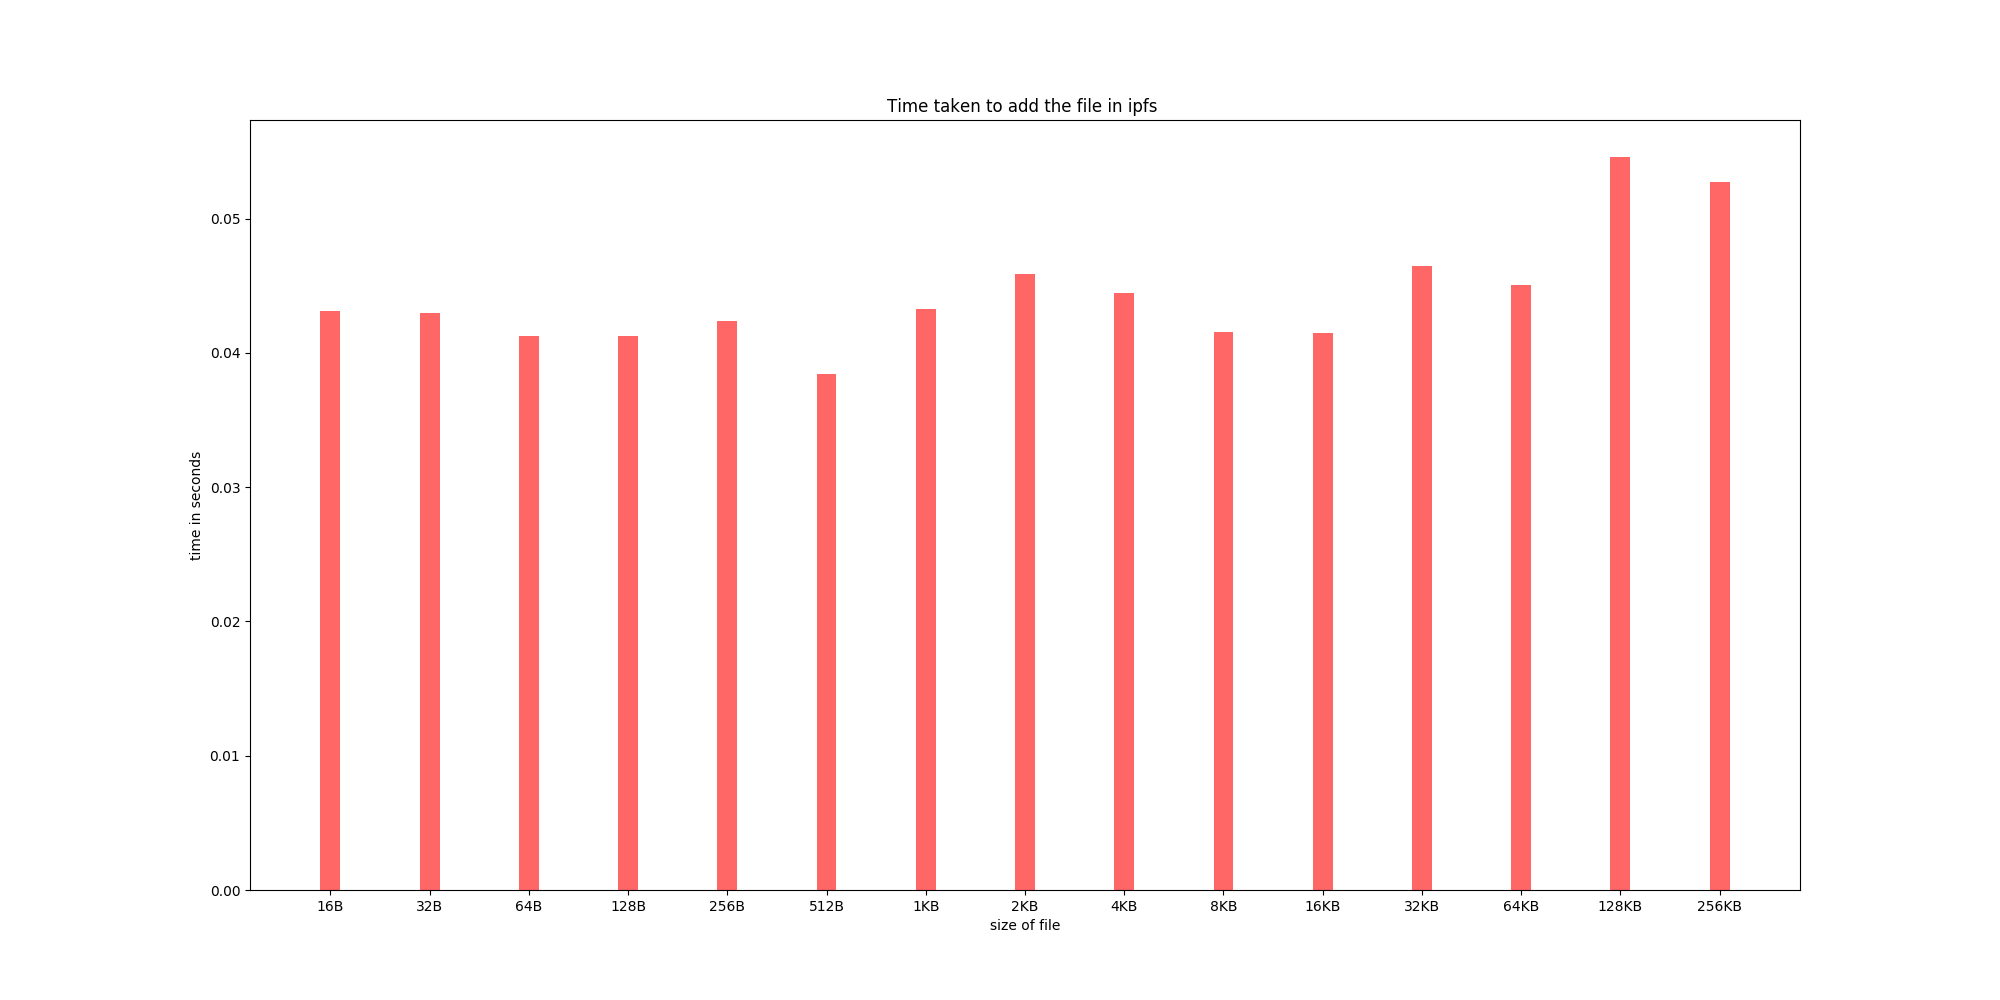 Time taken to add the file in ipfs
time in seconds
0.05
0.04
0.03
0.02
0.01
0.00
16B 32B 64B 128B 256B 512B 1KB 2KB 4KB 8KB 16KB 32KB 64KB 128KB 256KB
size of file